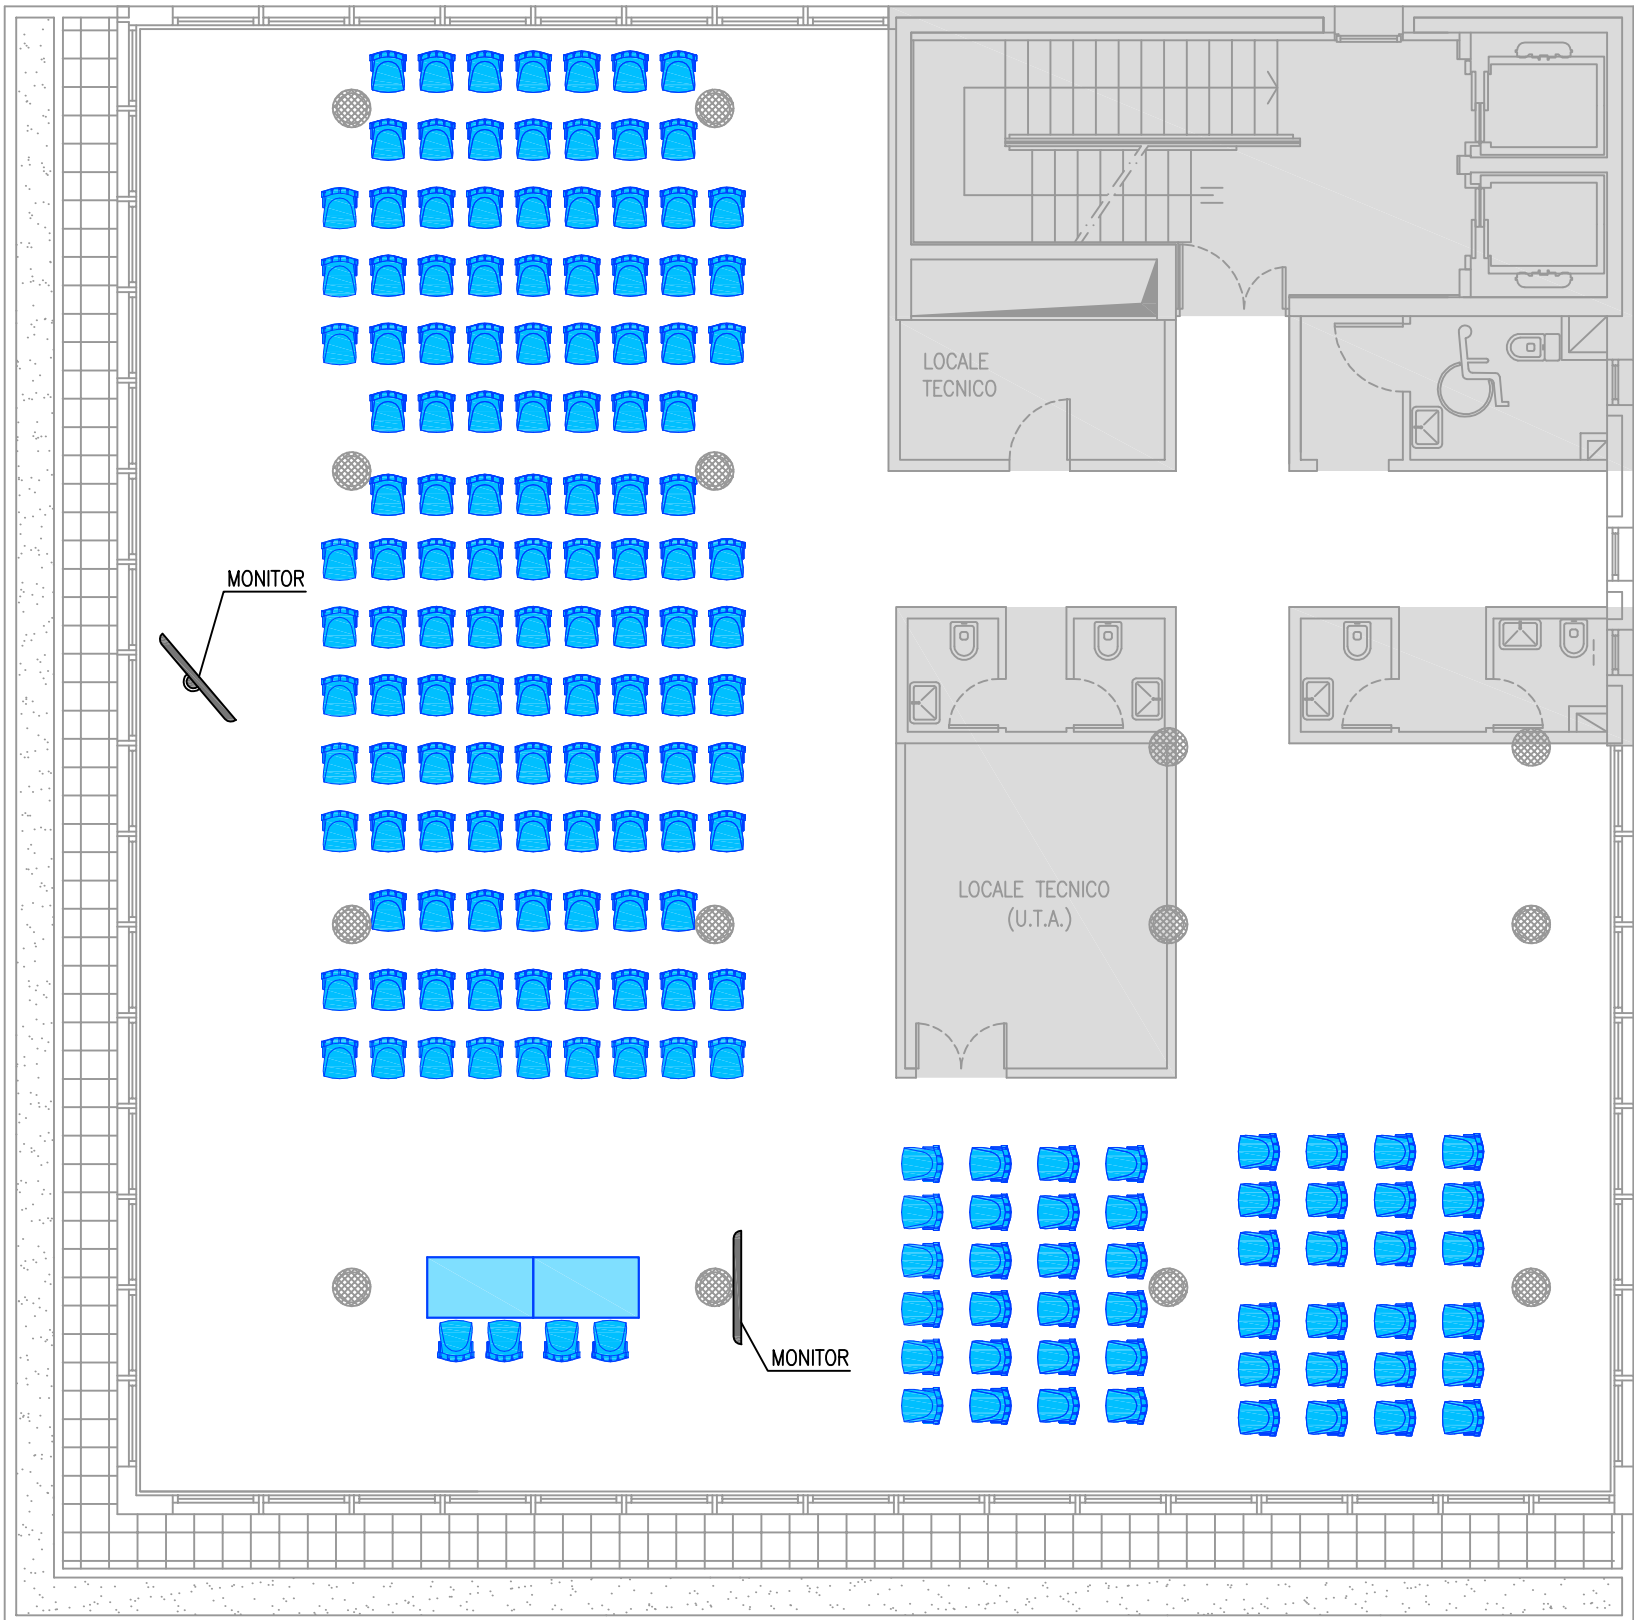 LOCALE
TECNICO
MONITOR
LOCALE TECNICO
(U.T.A.)
MONITOR